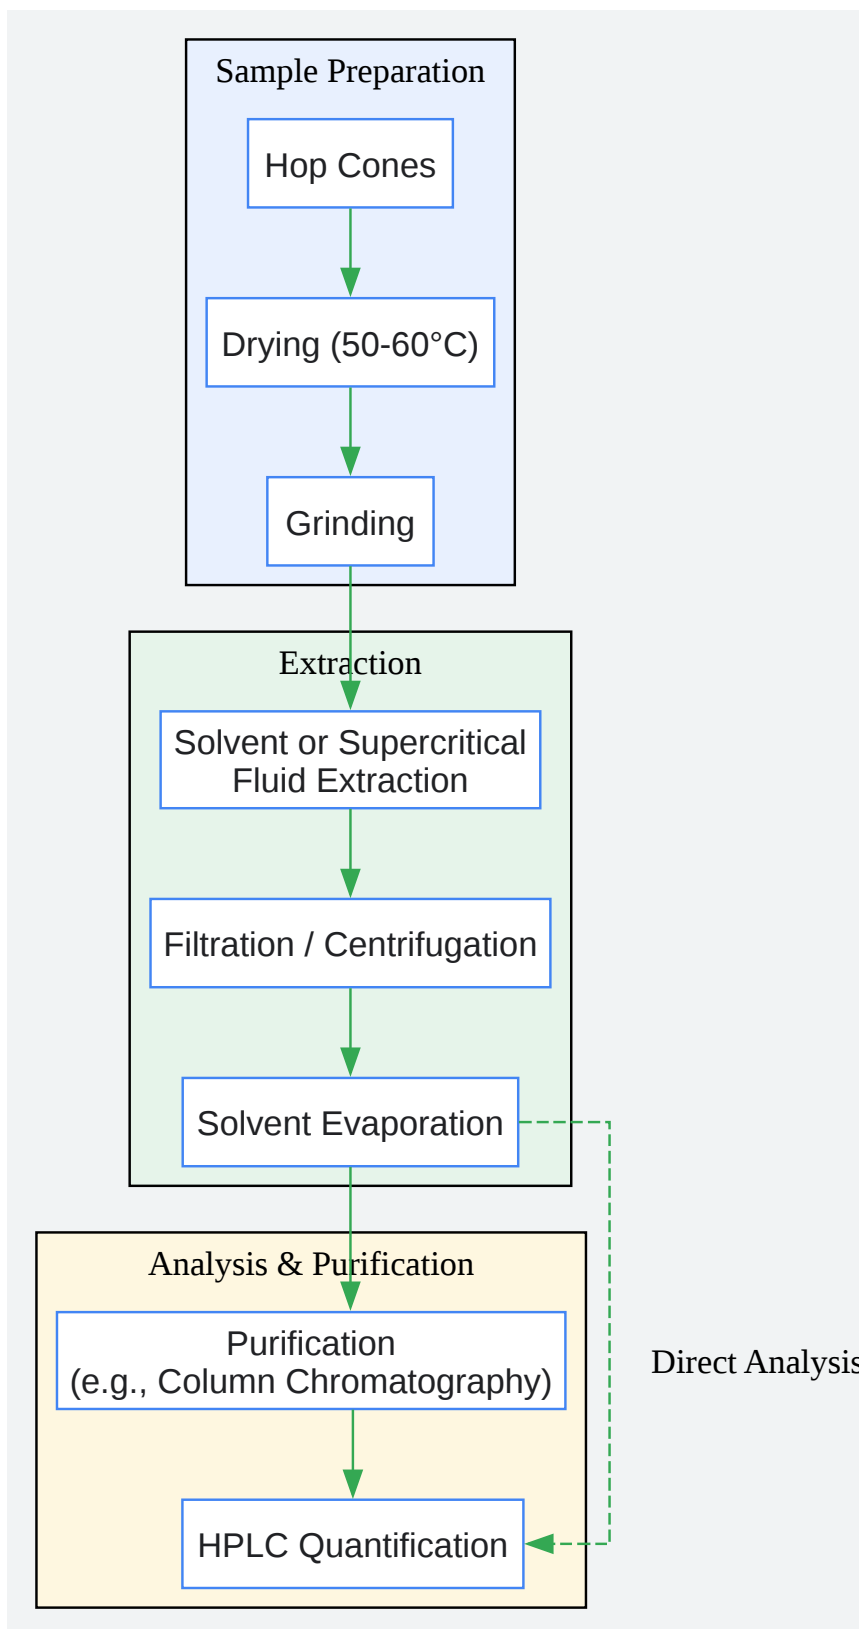 Sample Preparation
Hop Cones
Drying (50-60°C)
Grinding
Extraction
Solvent or Supercritical
Fluid Extraction
Filtration / Centrifugation
Solvent Evaporation
Analysis & Purification
Purification
(e.g., Column Chromatography)
Direct Analysis
HPLC Quantification